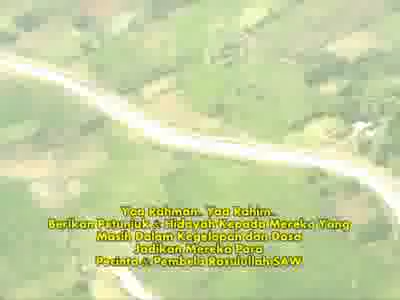 Yaa Rahman.. Yaa Rahim..
Berikan Petunjuk & Hidayah Kepada Mereka Yang
Masih Dalam Kegelapan dan Dosa
Jadikan Mereka Para
Pecinta & Pembela Rasulullah SAW